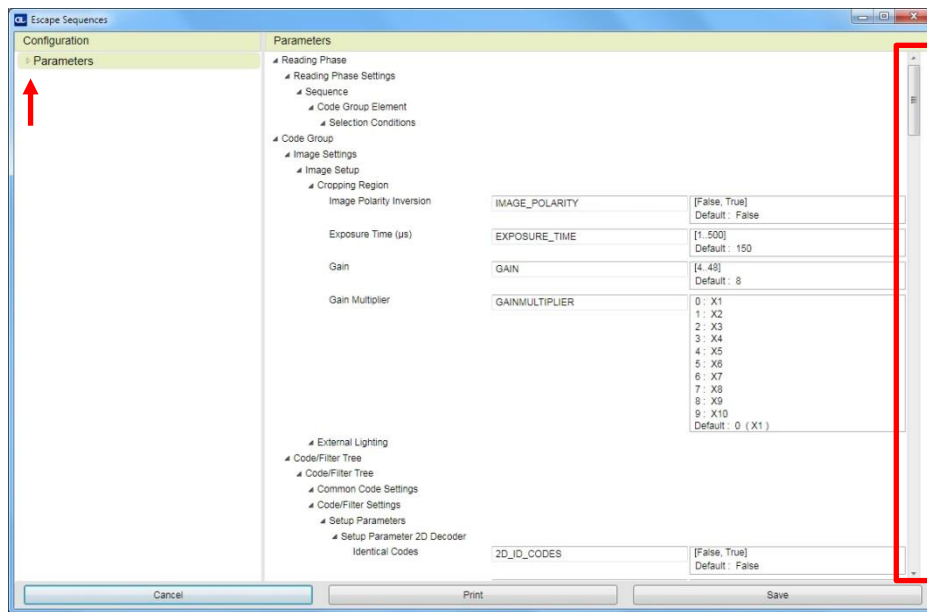 GL Escape Sequences
Configuration
Parameters
Parameters
Reading Phase
Reading Phase Settings
Sequence
Code Group Element
Selection Conditions
Code Group
Image Settings
Image Setup
Cropping Region
Image Polarity Inversion IMAGE_POLARITY [False, True]
Default : False
Exposure Time (µs) EXPOSURE_TIME [1..500]
Default : 150
Gain GAIN [4..48]
Default : 8
Gain Multiplier GAINMULTIPLIER 0 : X1
1 : X2
2 : X3
3 : X4
4 : X5
5 : X6
6 : X7
7 : X8
8 : X9
9 : X10
Default : 0 ( X1 )
External Lighting
Code/Filter Tree
Code/Filter Tree
Common Code Settings
Code/Filter Settings
Setup Parameters
Setup Parameter 2D Decoder
Identical Codes 2D_ID_CODES [False, True]
Default : False
Cancel Print Save